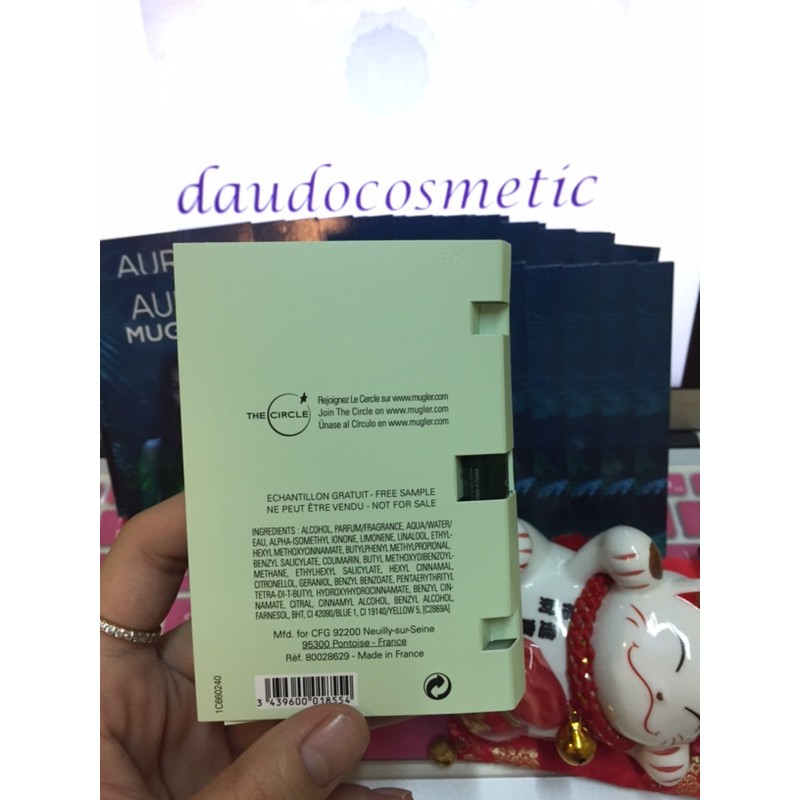 daudocosmetic
AUR
AU
MUG
THE CIRCLE
Rejoignez Le Cercle sur www.mugler.com
Join The Circle on www.mugler.com
Únase al Círculo en www.mugler.com
ECHANTILLON GRATUIT - FREE SAMPLE
NE PEUT ÊTRE VENDU - NOT FOR SALE
INGREDIENTS : ALCOHOL, PARFUM/FRAGRANCE, AQUA/WATER/
EAU, ALPHA-ISOMETHYL IONONE, LIMONENE, LINALOOL, ETHYL-
HEXYL METHOXYCINNAMATE, BUTYLPHENYL METHYLPROPIONAL,
BENZYL SALICYLATE, COUMARIN, BUTYL METHOXYDIBENZOYL-
METHANE, ETHYLHEXYL SALICYLATE, HEXYL CINNAMAL,
CITRONELLOL, GERANIOL, BENZYL BENZOATE, PENTAERYTHRITYL
TETRA-DI-T-BUTYL HYDROXYHYDROCINNAMATE, BENZYL CIN-
NAMATE, CITRAL, CINNAMYL ALCOHOL, BENZYL ALCOHOL,
FARNESOL, BHT, CI 42090/BLUE 1, CI 19140/YELLOW 5, [C2869A]
Mfd. for CFG 92200 Neuilly-sur-Seine
95300 Pontoise - France
Réf. 80028629 - Made in France
1C660240
3 439600 018554